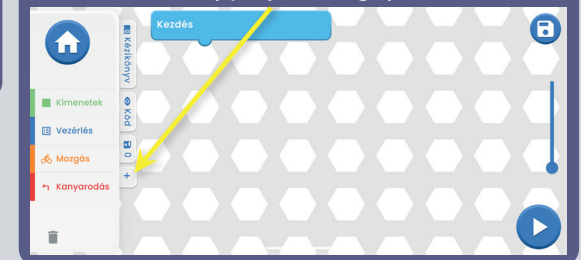 Kezdés
Kézikönyv
Kód
0
+
Kimenetek
Vezérlés
Mozgás
Kanyarodás